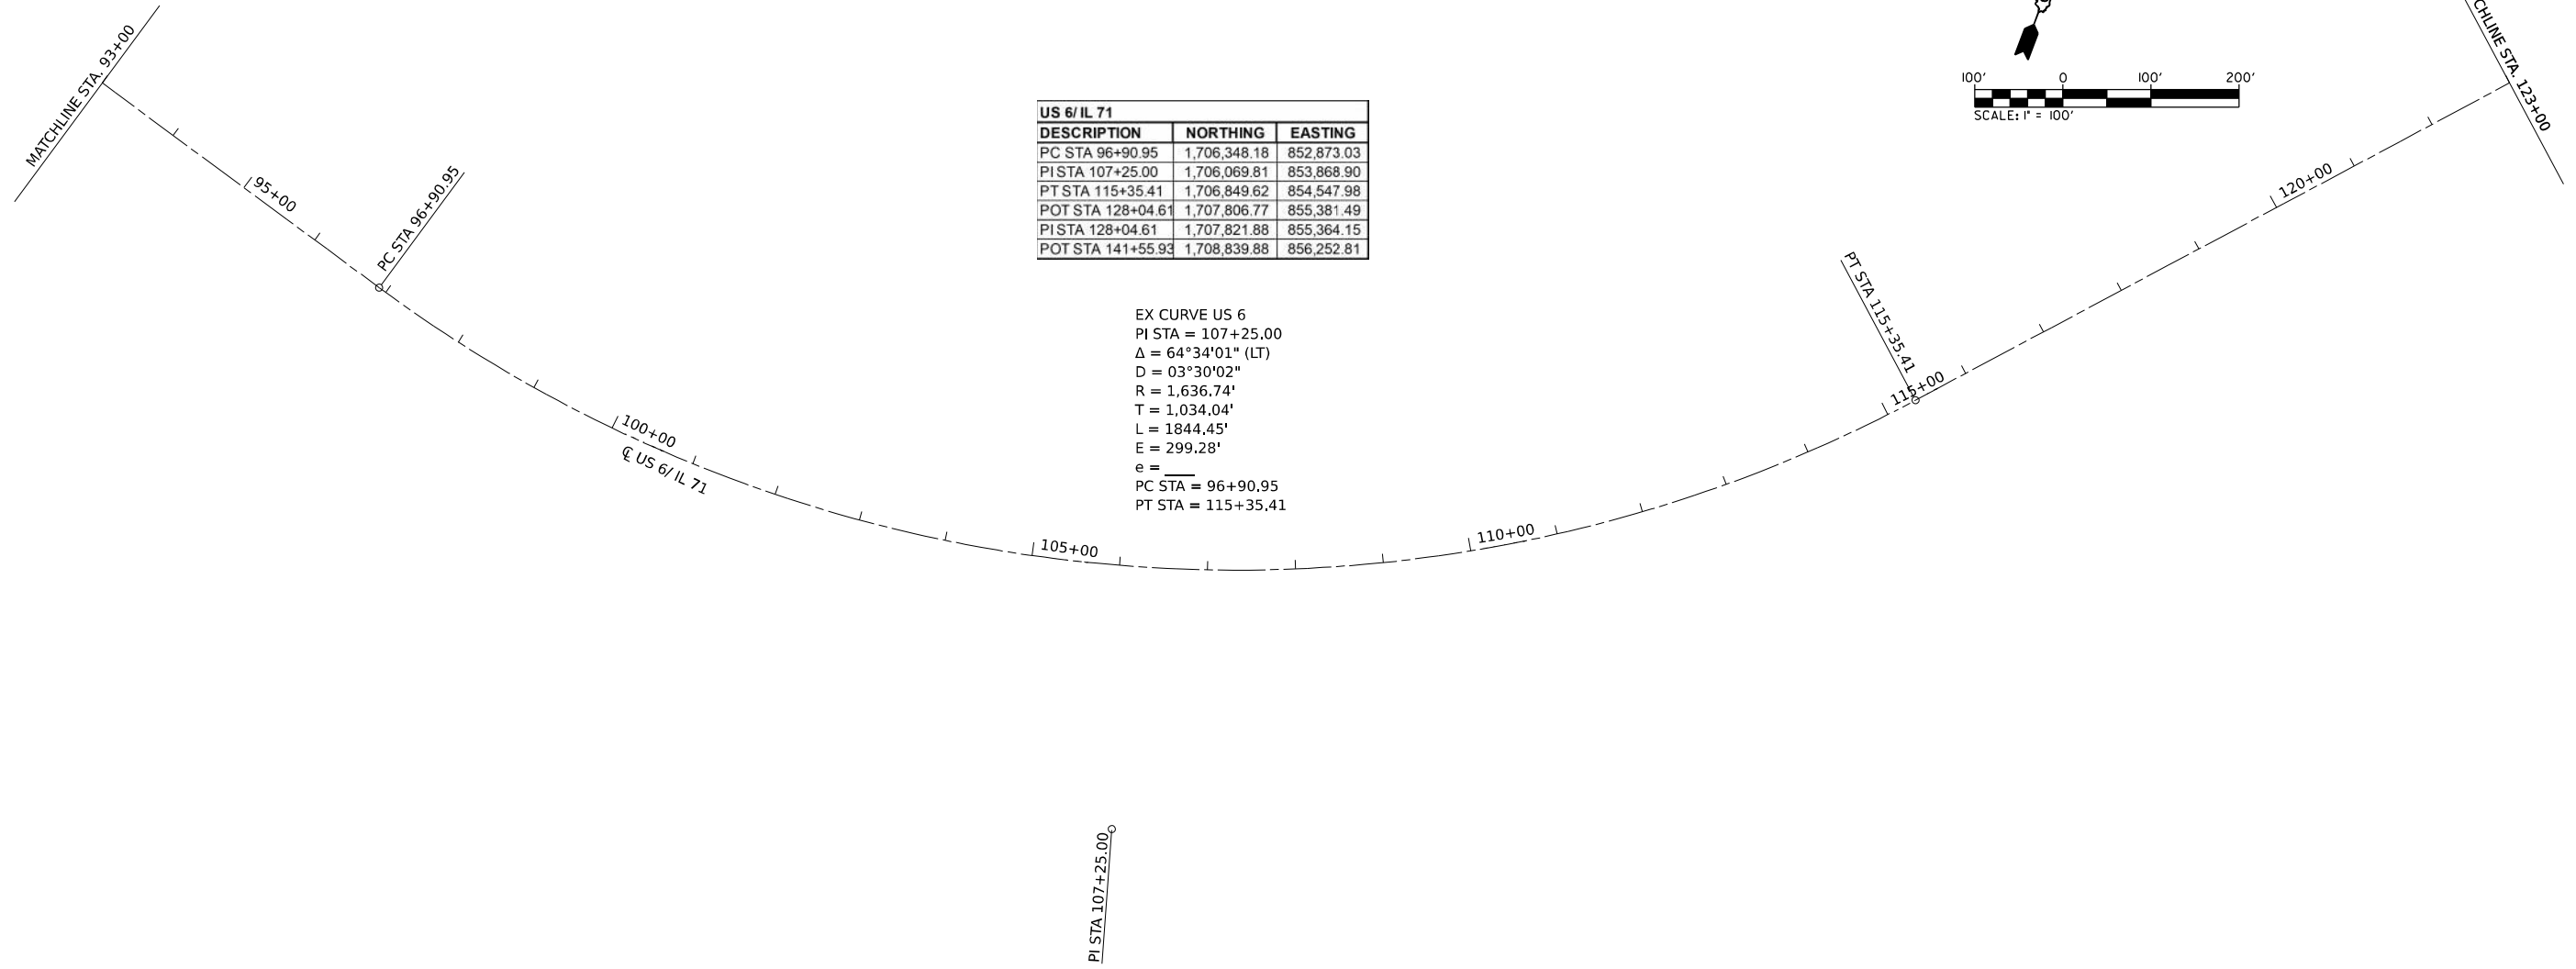 MATCHLINE STA. 93+00
95+00
PC STA 96+90.95
100+00
℄ US 6/ IL 71
105+00
110+00
115+00
PT STA 115+35.41
120+00
CHLINE STA. 123+00
PI STA 107+25.00
100' 0 100' 200'
SCALE: 1" = 100'
US 6/ IL 71
DESCRIPTION NORTHING EASTING
PC STA 96+90.95 1,706,348.18 852,873.03
PI STA 107+25.00 1,706,069.81 853,868.90
PT STA 115+35.41 1,706,849.62 854,547.98
POT STA 128+04.61 1,707,806.77 855,381.49
PI STA 128+04.61 1,707,821.88 855,364.15
POT STA 141+55.93 1,708,839.88 856,252.81
EX CURVE US 6
PI STA = 107+25.00
Δ = 64°34'01" (LT)
D = 03°30'02"
R = 1,636.74'
T = 1,034.04'
L = 1844.45'
E = 299.28'
e = ____
PC STA = 96+90.95
PT STA = 115+35.41